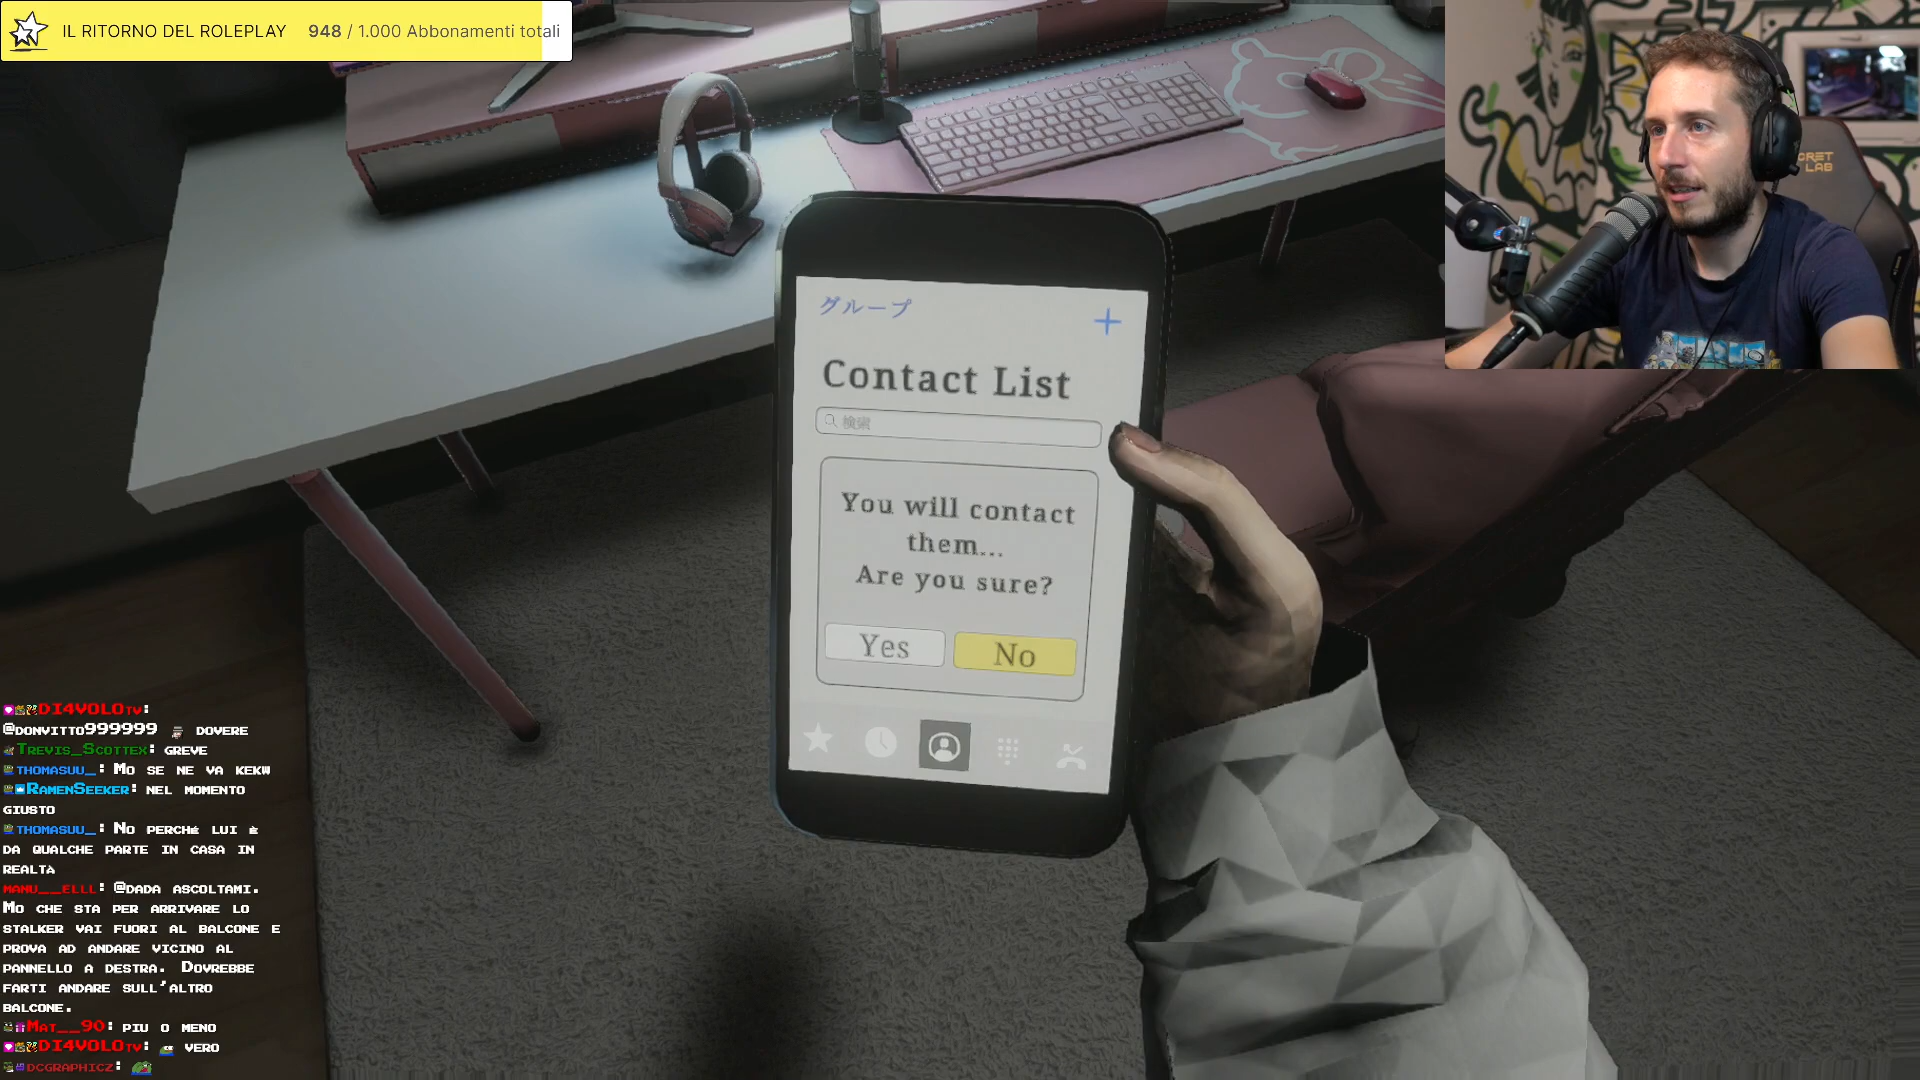 IL RITORNO DEL ROLEPLAY 948 / 1.000 Abbonamenti totali
グループ
Contact List
検索
You will contact
them...
Are you sure?
Yes No
DI4VOLOTV:
@DONVITTO999999 DOVERE
TREVIS_SCOTTEX: GREVE
THOMASUU_: MO SE NE VA KEKW
RAMENSEEKER: NEL MOMENTO
GIUSTO
THOMASUU_: NO PERCHÉ LUI È
DA QUALCHE PARTE IN CASA IN
REALTÀ
MANU__ELLL: @DADA ASCOLTAMI.
MO CHE STA PER ARRIVARE LO
STALKER VAI FUORI AL BALCONE E
PROVA AD ANDARE VICINO AL
PANNELLO A DESTRA. DOVREBBE
FARTI ANDARE SULL'ALTRO
BALCONE.
MAT__90: PIU O MENO
DI4VOLOTV: VERO
DCGRAPHICZ:
LAB